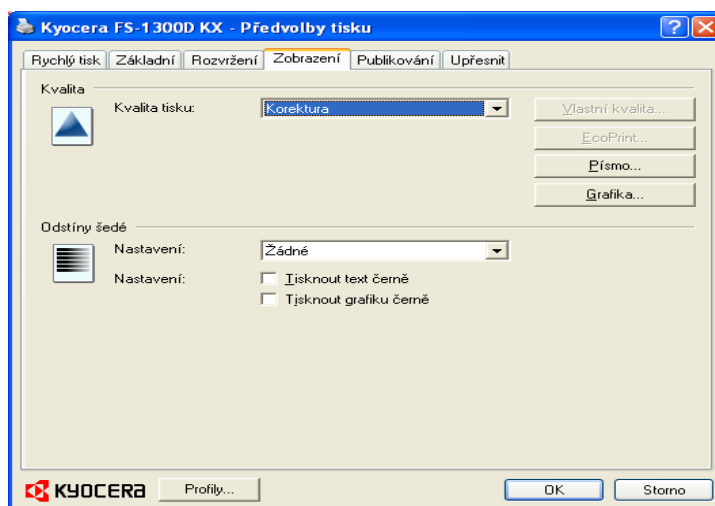 Kyocera FS-1300D KX - Předvolby tisku
Rychlý tisk Základní Rozvržení Zobrazení Publikování Upřesnit
Kvalita
Kvalita tisku: Korektura Vlastní kvalita...
EcoPrint...
Písmo...
Grafika...
Odstíny šedé
Nastavení: Žádné
Nastavení: Tisknout text černě
Tisknout grafiku černě
KYOCERA Profily... OK Storno